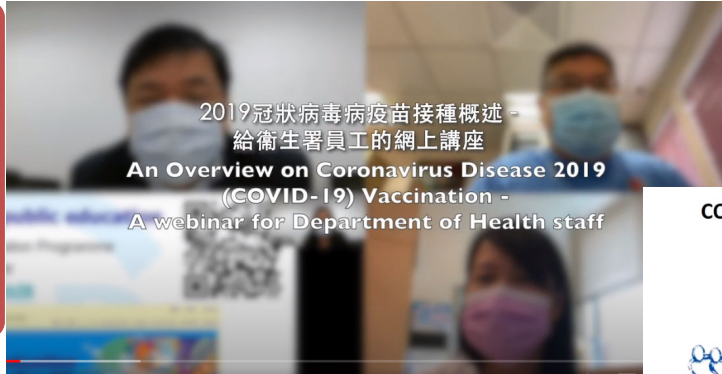 2019冠狀病毒病疫苗接種概述 -
給衞生署員工的網上講座
An Overview on Coronavirus Disease 2019
(COVID-19) Vaccination -
A webinar for Department of Health staff
public education
Programme